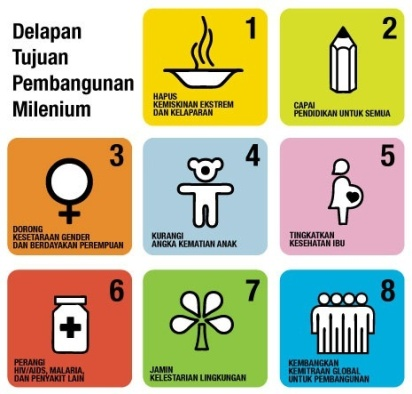 Delapan
Tujuan
Pembangunan
Milenium
1
HAPUS
KEMISKINAN EKSTREM
DAN KELAPARAN
2
CAPAI
PENDIDIKAN UNTUK SEMUA
3
DORONG
KESETARAAN GENDER
DAN BERDAYAKAN PEREMPUAN
4
KURANGI
ANGKA KEMATIAN ANAK
5
TINGKATKAN
KESEHATAN IBU
6
PERANGI
HIV/AIDS, MALARIA,
DAN PENYAKIT LAIN
7
JAMIN
KELESTARIAN LINGKUNGAN
8
KEMBANGKAN
KEMITRAAN GLOBAL
UNTUK PEMBANGUNAN